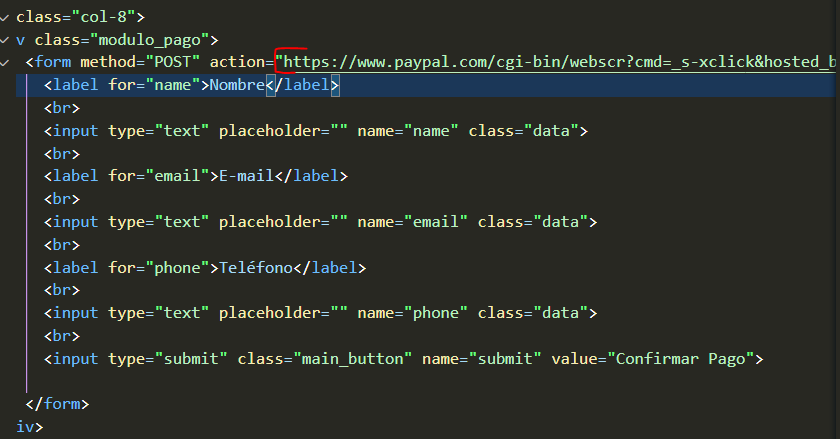 class="col-8">
v class="modulo_pago">
<form method="POST" action="https://www.paypal.com/cgi-bin/webscr?cmd=_s-xclick&hosted_b
<label for="name">Nombre</label>
<br>
<input type="text" placeholder="" name="name" class="data">
<br>
<label for="email">E-mail</label>
<br>
<input type="text" placeholder="" name="email" class="data">
<br>
<label for="phone">Teléfono</label>
<br>
<input type="text" placeholder="" name="phone" class="data">
<br>
<input type="submit" class="main_button" name="submit" value="Confirmar Pago">
</form>
iv>